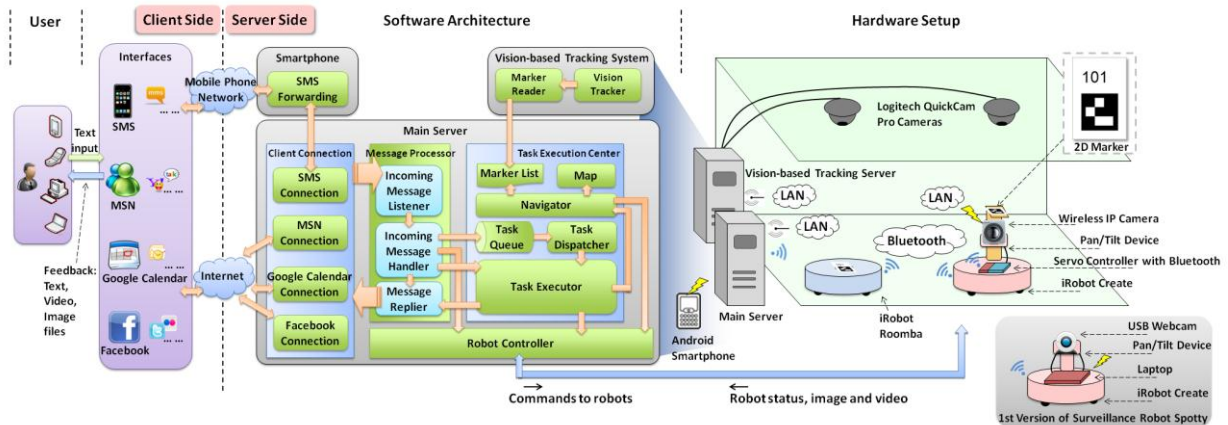 User
Client Side
Server Side
Software Architecture
Hardware Setup
Interfaces
SMS
... ...
MSN
talk
... ...
Google Calendar
... ...
Facebook
... ...
Text
input
Feedback:
Text,
Video,
Image
files
Mobile Phone
Network
Internet
Smartphone
SMS
Forwarding
Vision-based Tracking System
Marker
Reader
Vision
Tracker
Main Server
Client Connection
SMS
Connection
MSN
Connection
Google Calendar
Connection
Facebook
Connection
Message Processor
Incoming
Message
Listener
Incoming
Message
Handler
Message
Replier
Task Execution Center
Marker List
Map
Navigator
Task
Queue
Task
Dispatcher
Task Executor
Robot Controller
Commands to robots
Robot status, image and video
Logitech QuickCam
Pro Cameras
101
2D Marker
Vision-based Tracking Server
LAN
LAN
LAN
Bluetooth
Wireless IP Camera
Pan/Tilt Device
Servo Controller with Bluetooth
iRobot Create
Main Server
iRobot
Roomba
Android
Smartphone
USB Webcam
Pan/Tilt Device
Laptop
iRobot Create
1st Version of Surveillance Robot Spotty